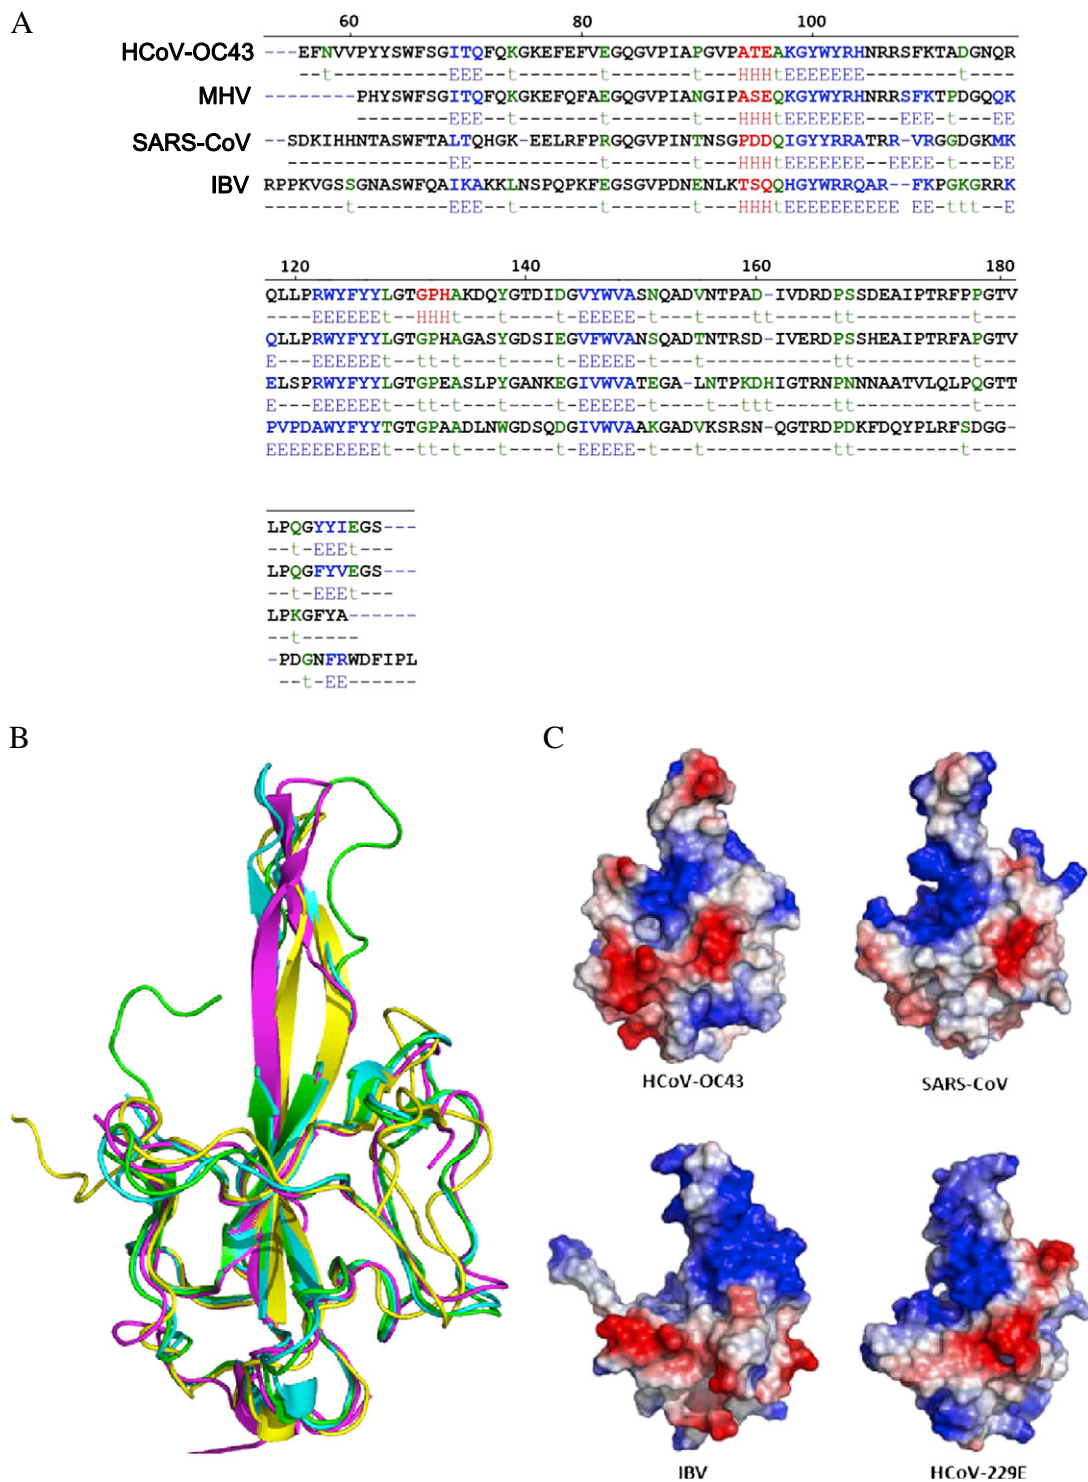 A
60 80 100
HCoV-OC43 ---EFNVVPYYSWFSGITQFQKGKEFEFVEGQGVPIAPGVPATEAKGYWYRHNRRSFKTADGNQR
--t----------EEE--t-------t-------t---HHHtEEEEEEE--------t----
MHV --------PHYSWFSGITQFQKGKEFQFAEGQGVPIANGIPASEQKGYWYRHNRRSFKTPDGQQK
--------EEE--t-------t-------t---HHHtEEEEEEE---EEE-t----EE
SARS-CoV --SDKIHHNTASWFTALTQHGK-EELRFPRGQGVPINTNSGPDDQIGYYRRATRR-VRGGDGKMK
--------------EE-----------t-------t---HHHtEEEEEEE--EEEE-t---EE
IBV RPPKVGSSGNASWFQAIKAKKLNSPQPKFEGSGVPDNENLKTSQQHGYWRRQAR--FKPGKGRRK
-------t--------EEE--t-------t-------t---HHHtEEEEEEEEEE EE-ttt--E
120 140 160 180
QLLPRWYFYYLGTGPHAKDQYGTDIDGVYWVASNQADVNTPAD-IVDRDPSSDEAIPTRFPPGTV
----EEEEEEt--HHHt---t----t-EEEEE-t---t----tt-----tt----------t---
QLLPRWYFYYLGTGPHAGASYGDSIEGVFWVANSQADTNTRSD-IVERDPSSHEAIPTRFAPGTV
E---EEEEEEt--tt-t---t----t-EEEEE-t---t-----------tt----------t---
ELSPRWYFYYLGTGPEASLPYGANKEGIVWVATEGA-LNTPKDHIGTRNPNNNAATVLQLPQGTT
E---EEEEEEt--tt-t---t----t-EEEEE-t----t--ttt-----tt----------t---
PVPDAWYFYYTGTGPAADLNWGDSQDGIVWVAAKGADVKSRSN-QGTRDPDKFDQYPLRFSDGG-
EEEEEEEEEEt--tt-t---t----t-EEEEE-t---t-----------tt---------t----
LPQGYYIEGS---
--t-EEEt---
LPQGFYVEGS---
--t-EEEt---
LPKGFYA------
--t-----
-PDGNFRWDFIPL
--t-EE------
B
C
HCoV-OC43
SARS-CoV
IBV
HCoV-229E